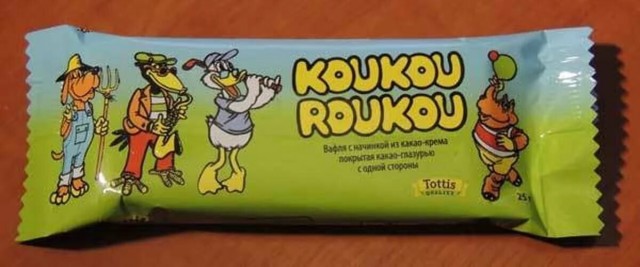 KOUKOU
ROUKOU
Вафля с начинкой из какао-крема
покрытая какао-глазурью
с одной стороны
Tottis
QUALITY
25